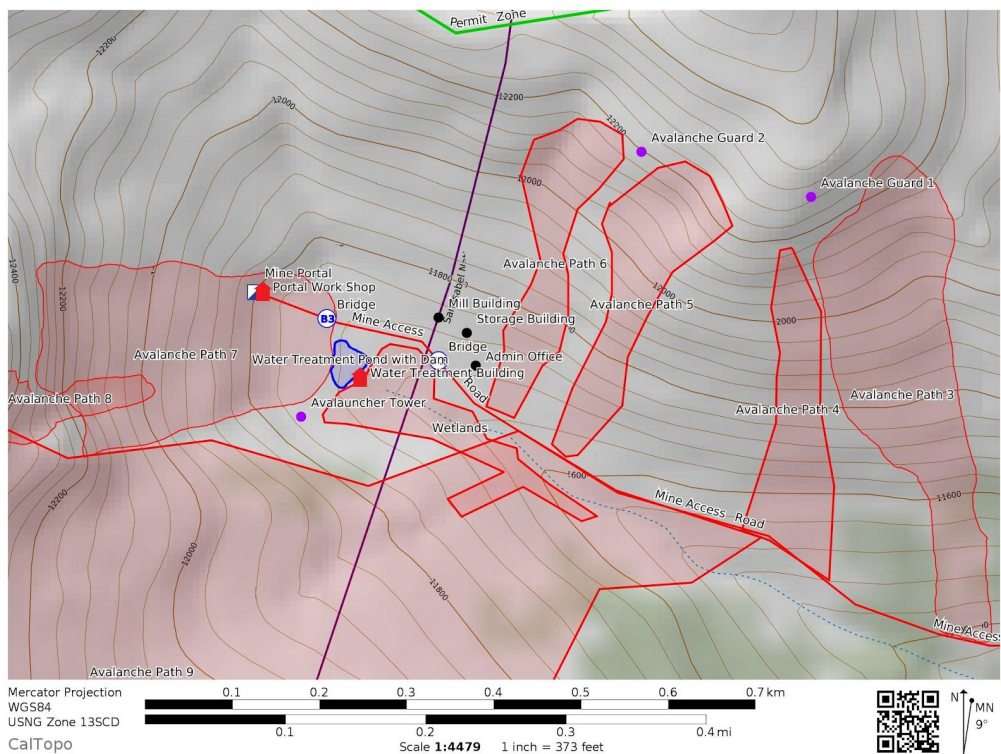 Permit Zone
12200
12200
12000
12200
Avalanche Guard 2
12000
Avalanche Guard 1
12400
Mine Portal
Portal Work Shop
12200
11800
Avalanche Path 6
Bridge
B3
Mill Building
Avalanche Path 5
12000
Mine Access
Storage Building
Avalanche Path 7
Bridge
Water Treatment Pond with Dam
Admin Office
Water Treatment Building
Road
Avalanche Path 8
Avalauncher Tower
Avalanche Path 4
Avalanche Path 3
Wetlands
Mine Access Road
11600
12200
12000
11800
Mine Access
Avalanche Path 9
Mercator Projection
WGS84
USNG Zone 13SCD
CalTopo
0.1 0.2 0.3 0.4 0.5 0.6 0.7 km
0.1 0.2 0.3 0.4 mi
Scale 1:4479 1 inch = 373 feet
N
MN
9°